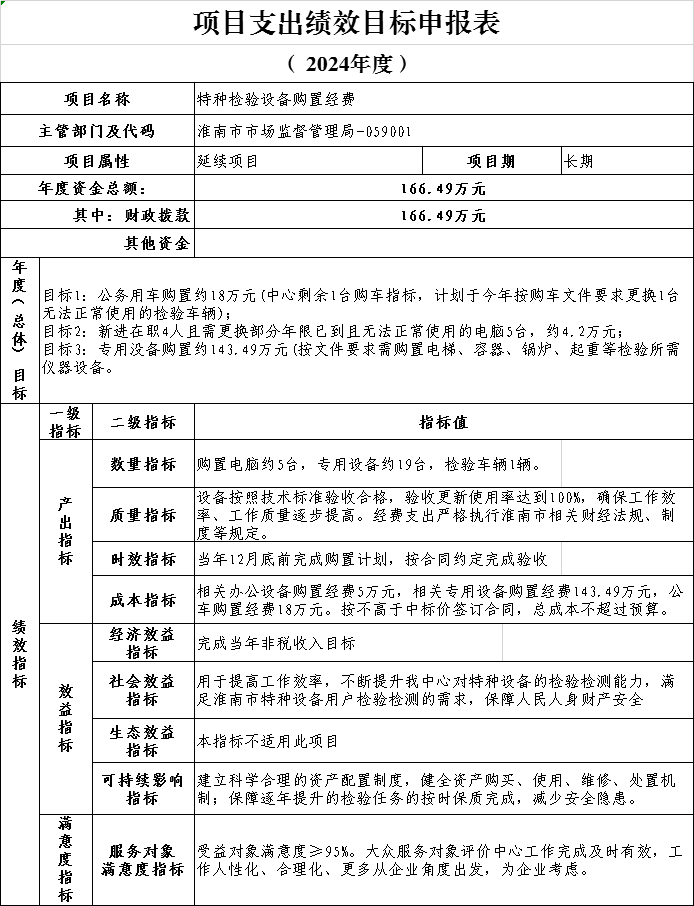 项目支出绩效目标申报表
（ 2024年度）
项目名称 特种检验设备购置经费
主管部门及代码 淮南市市场监督管理局-059001
项目属性 延续项目 项目期 长期
年度资金总额： 166.49万元
其中：财政拨款 166.49万元
其他资金
年度（总体）目标
目标1：公务用车购置约18万元(中心剩余1台购车指标，计划于今年按购车文件要求更换1台
无法正常使用的检验车辆)；
目标2：新进在职4人且需更换部分年限已到且无法正常使用的电脑5台，约4.2万元；
目标3：专用没备购置约143.49万元(按文件要求需购置电梯、容器、锅炉、起重等检验所需
仪器设备。
绩效指标
一级
指标
二级指标 指标值
产出指标
数量指标 购置电脑约5台，专用设备约19台，检验车辆1辆。
质量指标
设备按照技术标准验收合格，验收更新使用率达到100%，确保工作效
率、工作质量逐步提高。经费支出严格执行淮南市相关财经法规、制
度等规定。
时效指标 当年12月底前完成购置计划，按合同约定完成验收
成本指标
相关办公设备购置经费5万元，相关专用设备购置经费143.49万元，公
车购置经费18万元。按不高于中标价签订合同，总成本不超过预算。
效益指标
经济效益
指标
完成当年非税收入目标
社会效益
指标
用于提高工作效率，不断提升我中心对特种设备的检验检测能力，满
足淮南市特种设备用户检验检测的需求，保障人民人身财产安全
生态效益
指标
本指标不适用此项目
可持续影响
指标
建立科学合理的资产配置制度，健全资产购买、使用、维修、处置机
制；保障逐年提升的检验任务的按时保质完成，减少安全隐患。
满意度指标
服务对象
满意度指标
受益对象满意度≥95%。大众服务对象评价中心工作完成及时有效，工
作人性化、合理化、更多从企业角度出发，为企业考虑。